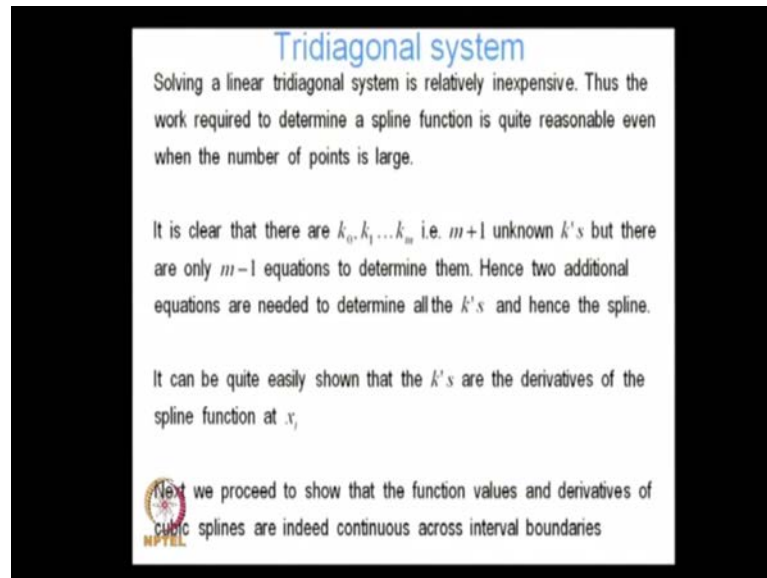 Tridiagonal system
Solving a linear tridiagonal system is relatively inexpensive. Thus the
work required to determine a spline function is quite reasonable even
when the number of points is large.
It is clear that there are k₀, k₁ ... kₘ i.e. m+1 unknown k's but there
are only m−1 equations to determine them. Hence two additional
equations are needed to determine all the k's and hence the spline.
It can be quite easily shown that the k's are the derivatives of the
spline function at xᵢ
Next we proceed to show that the function values and derivatives of
cubic splines are indeed continuous across interval boundaries
NPTEL